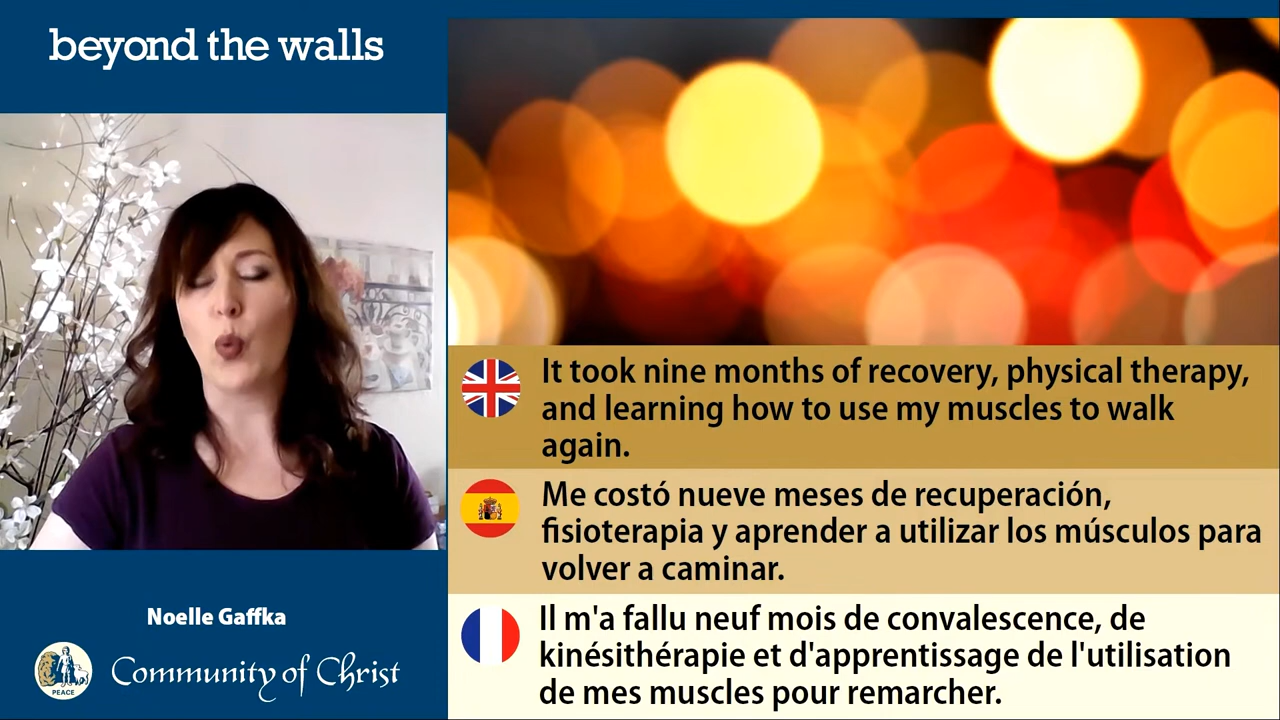 beyond the walls
It took nine months of recovery, physical therapy,
and learning how to use my muscles to walk
again.
Me costó nueve meses de recuperación,
fisioterapia y aprender a utilizar los músculos para
volver a caminar.
Il m'a fallu neuf mois de convalescence, de
kinésithérapie et d'apprentissage de l'utilisation
de mes muscles pour remarcher.
Noelle Gaffka
PEACE
Community of Christ